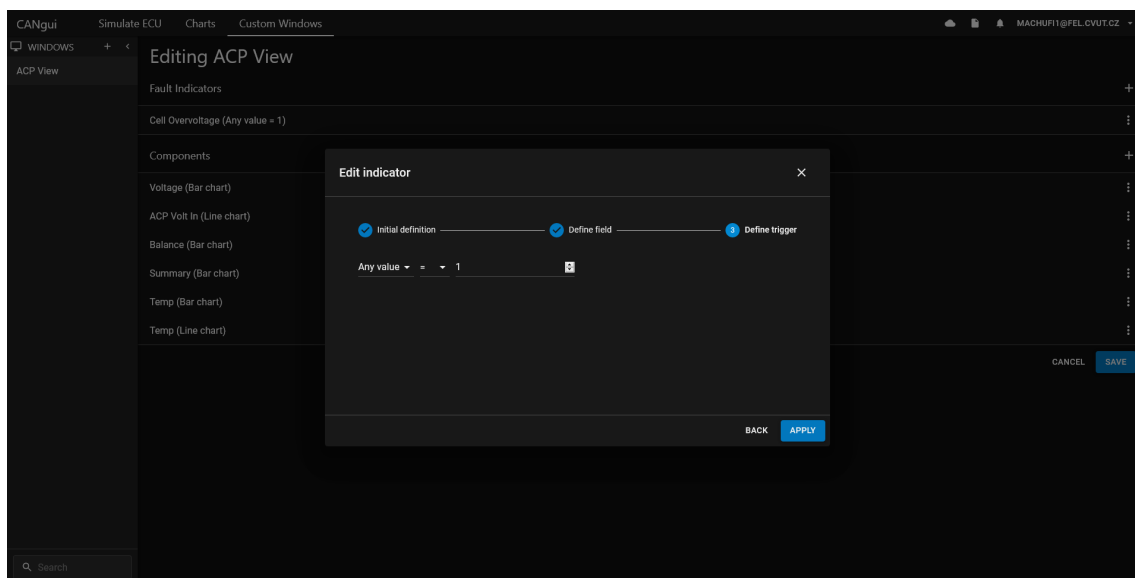 CANgui Simulate ECU Charts Custom Windows MACHUFI1@FEL.CVUT.CZ
WINDOWS + <
ACP View
Editing ACP View
Fault Indicators +
Cell Overvoltage (Any value = 1)
Components +
Voltage (Bar chart)
ACP Volt In (Line chart)
Balance (Bar chart)
Summary (Bar chart)
Temp (Bar chart)
Temp (Line chart)
CANCEL SAVE
Edit indicator ×
Initial definition Define field 3 Define trigger
Any value = 1
BACK APPLY
Search